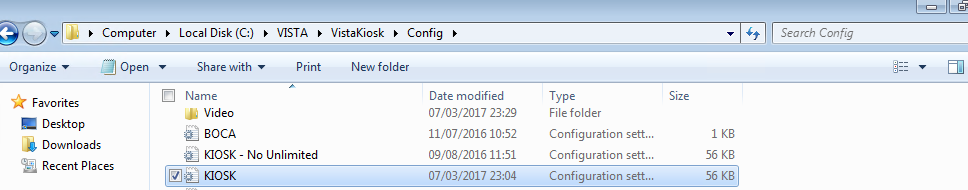 Computer Local Disk (C:) VISTA VistaKiosk Config Search Config
Organize Open Share with Print New folder
Name Date modified Type Size
Favorites Video 07/03/2017 23:29 File folder
Desktop BOCA 11/07/2016 10:52 Configuration sett... 1 KB
Downloads KIOSK - No Unlimited 09/08/2016 11:51 Configuration sett... 56 KB
Recent Places KIOSK 07/03/2017 23:04 Configuration sett... 56 KB